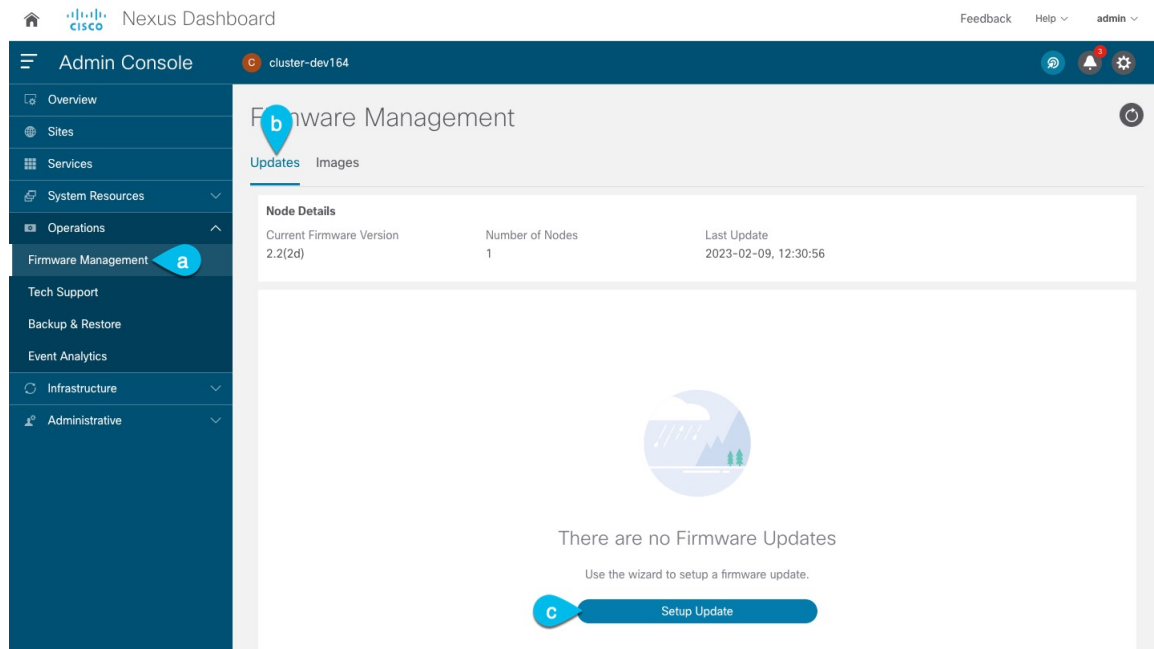 CISCO Nexus Dashboard Feedback Help admin
Admin Console C cluster-dev164 3
Overview
Sites
Services
System Resources
Operations
Firmware Management a
Tech Support
Backup & Restore
Event Analytics
Infrastructure
Administrative
Management
b
Updates Images
Node Details
Current Firmware Version Number of Nodes Last Update
2.2(2d) 1 2023-02-09, 12:30:56
There are no Firmware Updates
Use the wizard to setup a firmware update.
c Setup Update